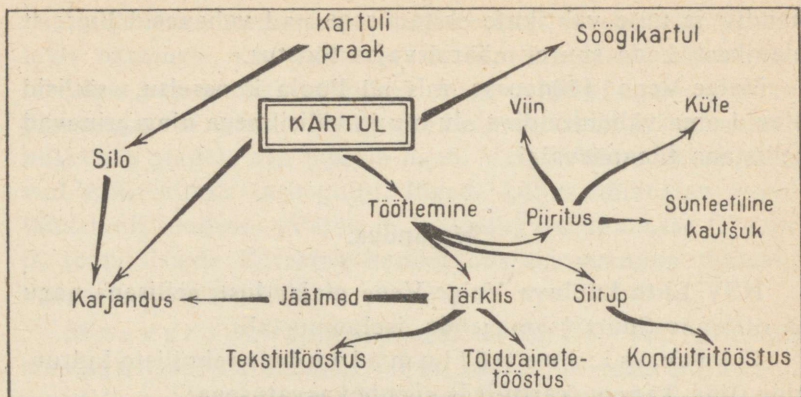 Kartuli
praak
Söögikartul
KARTUL
Viin
Küte
Silo
Töötlemine
Piiritus
Sünteetiline
kautšuk
Karjandus
Jäätmed
Tärklis
Siirup
Tekstiiltööstus
Toiduainete-
tööstus
Kondiitritööstus